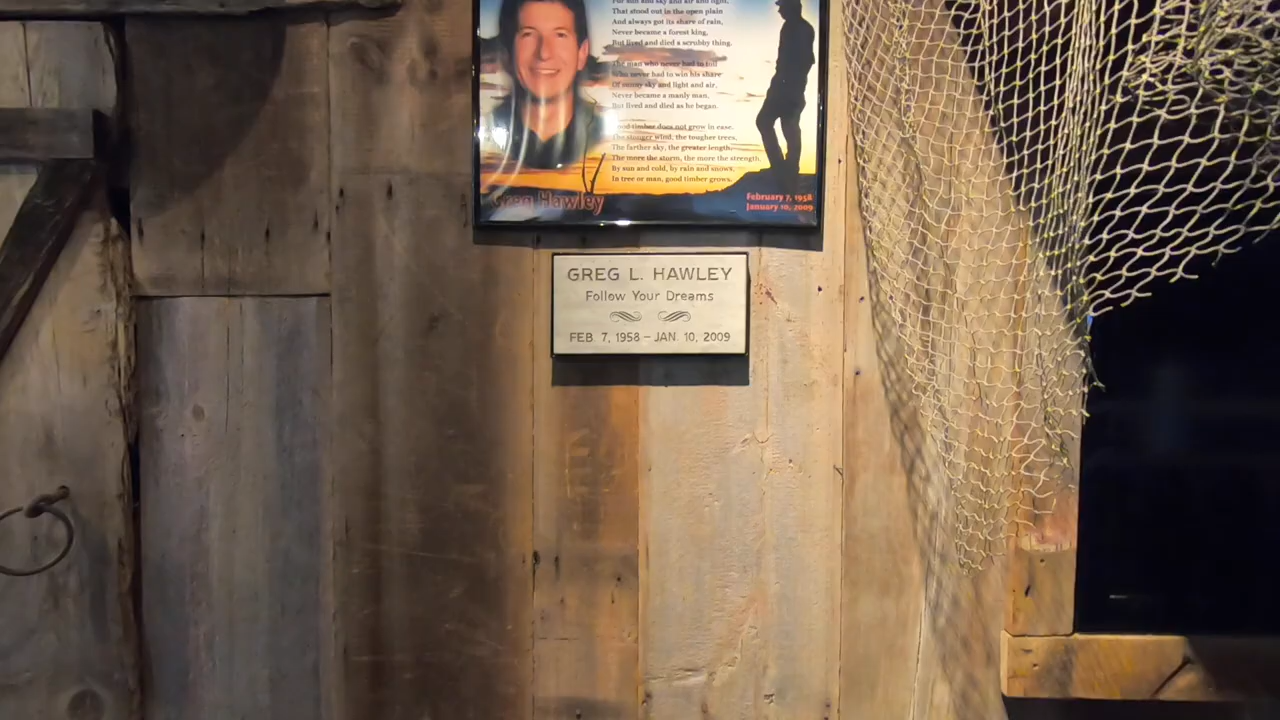 For sun and sky and air and light,
That stood out in the open plain
And always got its share of rain,
Never became a forest king,
But lived and died a scrubby thing.
The man who never had to toil
Who never had to win his share
Of sunny sky and light and air,
Never became a manly man,
But lived and died as he began.
Good timber does not grow in ease.
The stronger wind, the tougher trees,
The farther sky, the greater length.
The more the storm, the more the strength.
By sun and cold, by rain and snows,
In tree or man, good timber grows.
Greg Hawley
February 7, 1958
January 10, 2009
GREG L. HAWLEY
Follow Your Dreams
FEB. 7, 1958 – JAN. 10, 2009